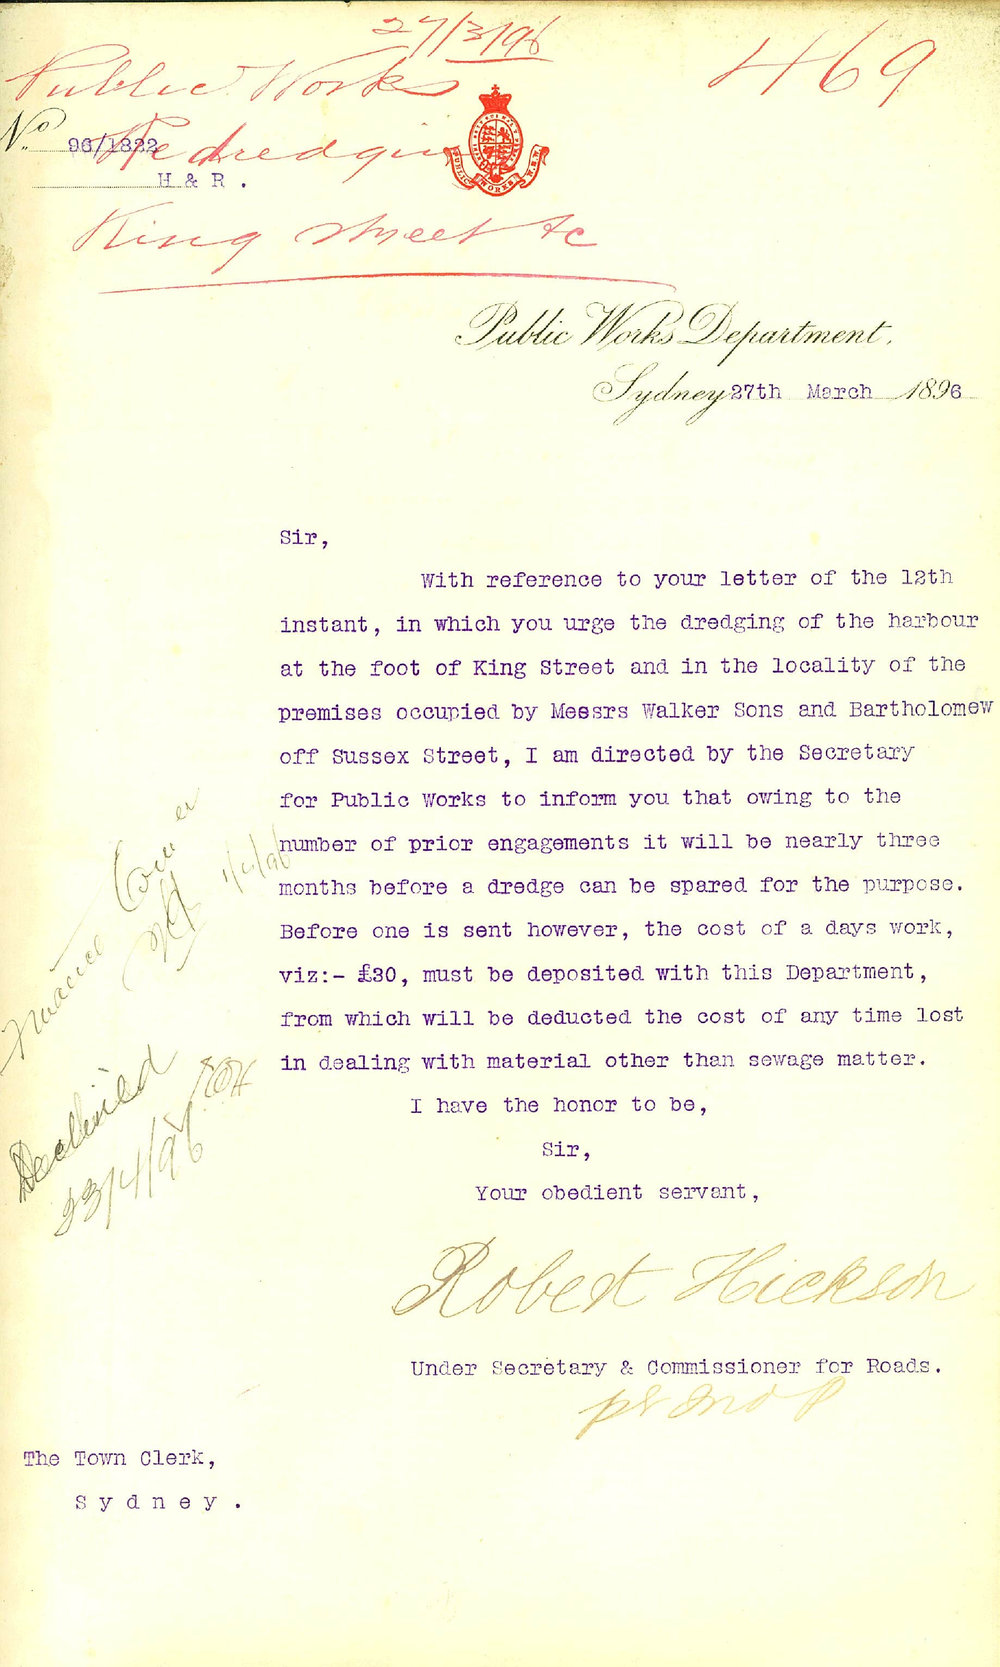 27/3/96
469
Public Works
No 96/1822
Re dredging
H & R.
PUBLIC WORKS N.S.W.
King Street &c
Public Works Department,
Sydney 27th March 1896
Sir,
With reference to your letter of the 12th
instant, in which you urge the dredging of the harbour
at the foot of King Street and in the locality of the
premises occupied by Messrs Walker Sons and Bartholomew
off Sussex Street, I am directed by the Secretary
for Public Works to inform you that owing to the
number of prior engagements it will be nearly three
months before a dredge can be spared for the purpose.
Before one is sent however, the cost of a days work,
viz:- £30, must be deposited with this Department,
from which will be deducted the cost of any time lost
in dealing with material other than sewage matter.
I have the honor to be,
Sir,
Your obedient servant,
Robert Hickson
Under Secretary & Commissioner for Roads.
The Town Clerk,
Sydney.
1/4/96
Declined
23/4/96